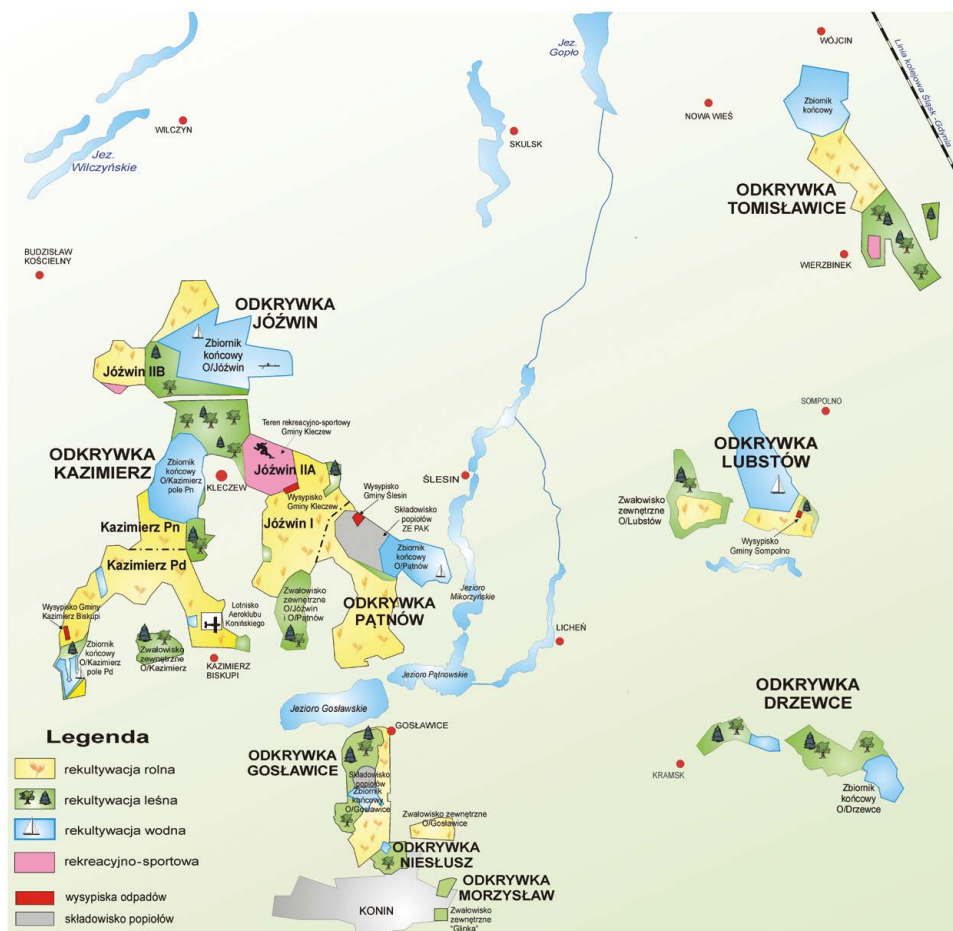 Jez.
Gopło
WÓJCIN
Linia kolejowa Śląsk -Gdynia
Zbiornik
końcowy
NOWA WIEŚ
WILCZYN
SKULSK
Jez.
Wilczyńskie
ODKRYWKA
TOMISŁAWICE
BUDZISŁAW
KOŚCIELNY
WIERZBINEK
ODKRYWKA
JÓŹWIN
Zbiornik
końcowy
O/Jóźwin
Jóźwin IIB
SOMPOLNO
Teren rekreacyjno-sportowy
Gminy Kleczew
ODKRYWKA
KAZIMIERZ
Zbiornik
końcowy
O/Kazimierz
pole Pn
KLECZEW
Jóźwin IIA
Wysypisko
Gminy Kleczew
Wysypisko
Gminy Ślesin
ŚLESIN
ODKRYWKA
LUBSTÓW
Zwałowisko
zewnętrzne
O/Lubstów
Składowisko
popiołów
ZE PAK
Kazimierz Pn
Jóźwin I
Zbiornik
końcowy
O/Pątnów
Wysypisko
Gminy Sompolno
Kazimierz Pd
Zwałowisko
zewnętrzne
O/Jóźwin
i O/Pątnów
ODKRYWKA
PĄTNÓW
Jezioro
Mikorzyńskie
Wysypisko Gminy
Kazimierz Biskupi
Lotnisko
Aeroklubu
Konińskiego
LICHEŃ
Zbiornik
końcowy
O/Kazimierz
pole Pd
Zwałowisko
zewnętrzne
O/Kazimierz
KAZIMIERZ
BISKUPI
Jezioro Pątnowskie
Jezioro Gosławskie
ODKRYWKA
DRZEWCE
GOSŁAWICE
ODKRYWKA
GOSŁAWICE
Składowisko
popiołów
Zbiornik
końcowy
O/Gosławice
KRAMSK
Zbiornik
końcowy
O/Drzewce
Zwałowisko zewnętrzne
O/Gosławice
ODKRYWKA
NIESŁUSZ
ODKRYWKA
MORZYSŁAW
KONIN
Zwałowisko
zewnętrzne
"Glinka"
Legenda
rekultywacja rolna
rekultywacja leśna
rekultywacja wodna
rekreacyjno-sportowa
wysypiska odpadów
składowisko popiołów